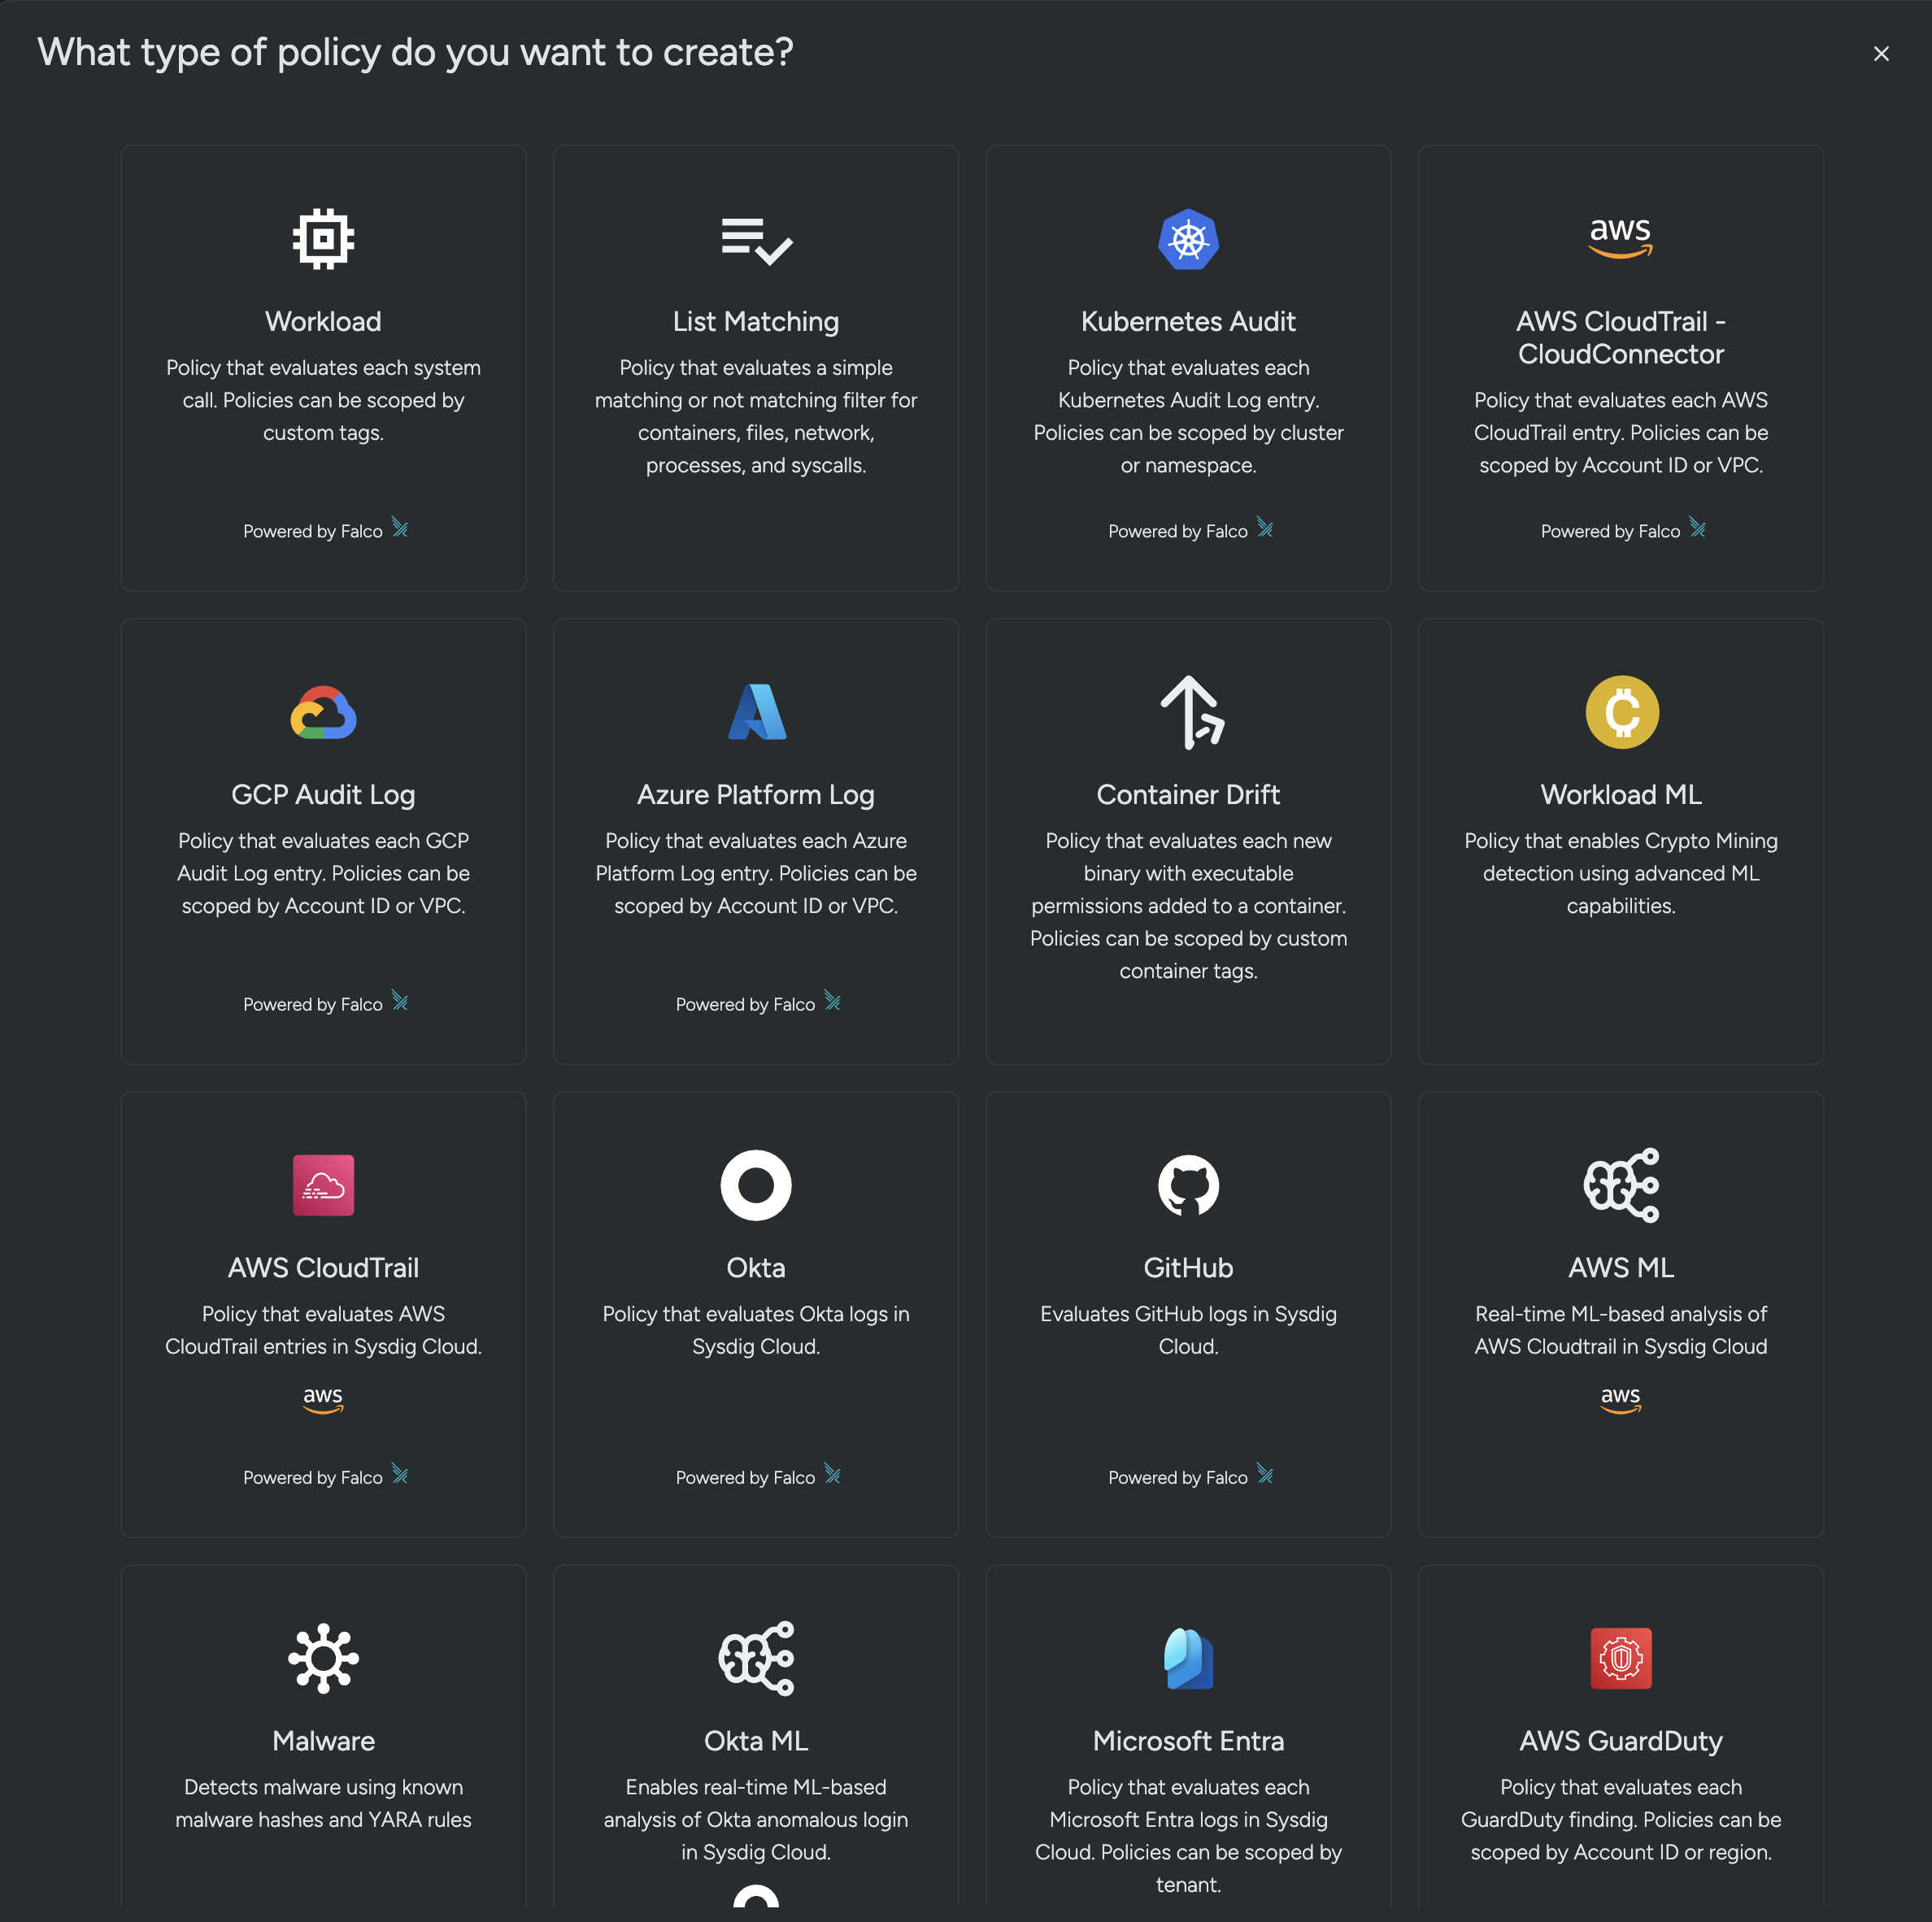 What type of policy do you want to create?
Workload
Policy that evaluates each system
call. Policies can be scoped by
custom tags.
Powered by Falco
List Matching
Policy that evaluates a simple
matching or not matching filter for
containers, files, network,
processes, and syscalls.
Kubernetes Audit
Policy that evaluates each
Kubernetes Audit Log entry.
Policies can be scoped by cluster
or namespace.
Powered by Falco
aws
AWS CloudTrail -
CloudConnector
Policy that evaluates each AWS
CloudTrail entry. Policies can be
scoped by Account ID or VPC.
Powered by Falco
GCP Audit Log
Policy that evaluates each GCP
Audit Log entry. Policies can be
scoped by Account ID or VPC.
Powered by Falco
Azure Platform Log
Policy that evaluates each Azure
Platform Log entry. Policies can be
scoped by Account ID or VPC.
Powered by Falco
Container Drift
Policy that evaluates each new
binary with executable
permissions added to a container.
Policies can be scoped by custom
container tags.
Workload ML
Policy that enables Crypto Mining
detection using advanced ML
capabilities.
AWS CloudTrail
Policy that evaluates AWS
CloudTrail entries in Sysdig Cloud.
aws
Powered by Falco
Okta
Policy that evaluates Okta logs in
Sysdig Cloud.
Powered by Falco
GitHub
Evaluates GitHub logs in Sysdig
Cloud.
Powered by Falco
AWS ML
Real-time ML-based analysis of
AWS Cloudtrail in Sysdig Cloud
aws
Malware
Detects malware using known
malware hashes and YARA rules
Okta ML
Enables real-time ML-based
analysis of Okta anomalous login
in Sysdig Cloud.
Microsoft Entra
Policy that evaluates each
Microsoft Entra logs in Sysdig
Cloud. Policies can be scoped by
tenant.
AWS GuardDuty
Policy that evaluates each
GuardDuty finding. Policies can be
scoped by Account ID or region.